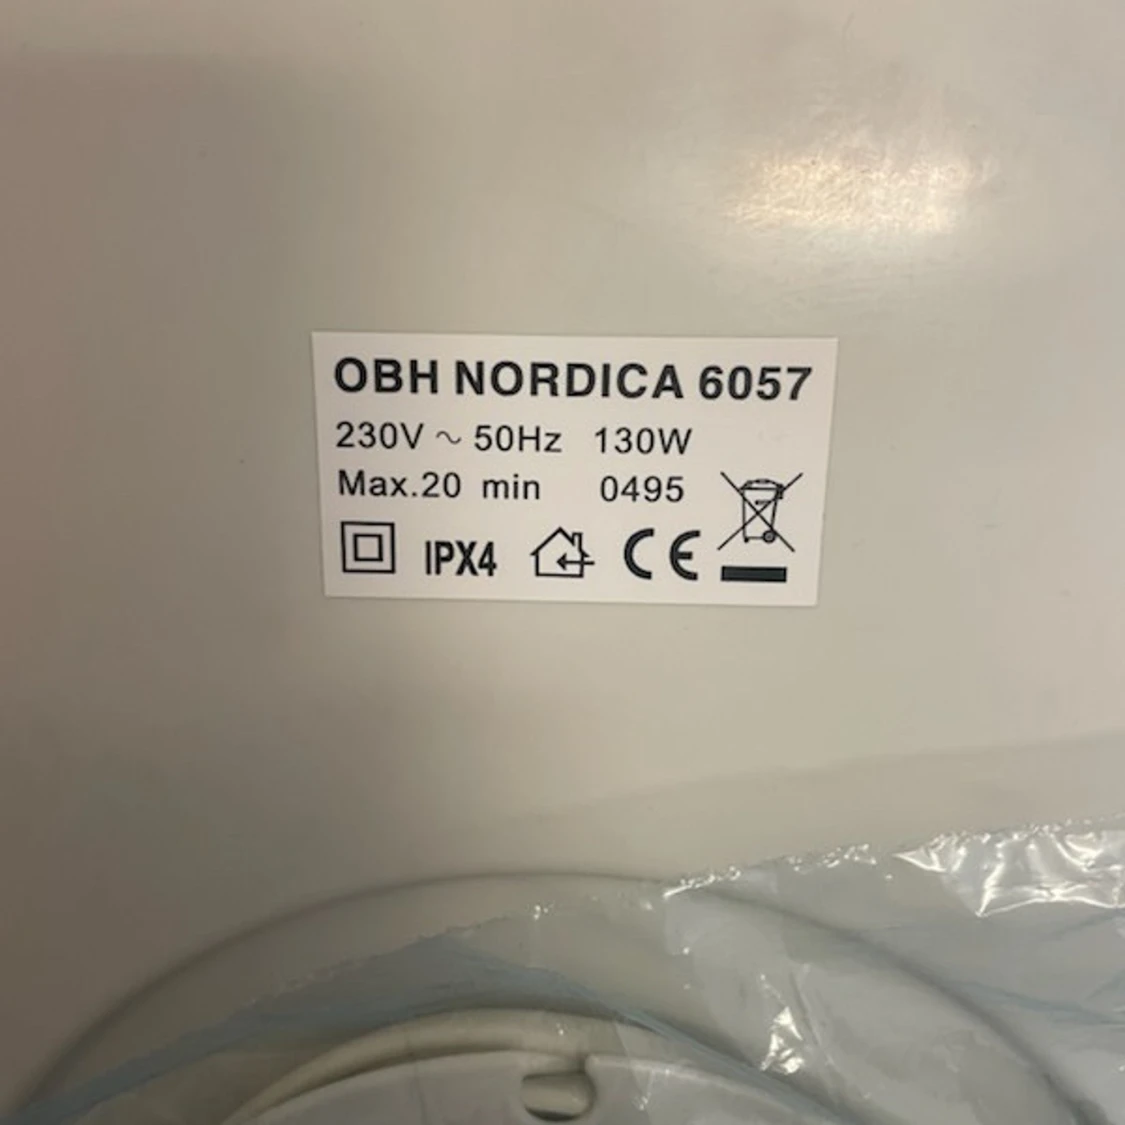 OBH NORDICA 6057
230V ~ 50Hz 130W
Max.20 min 0495
IPX4 CE